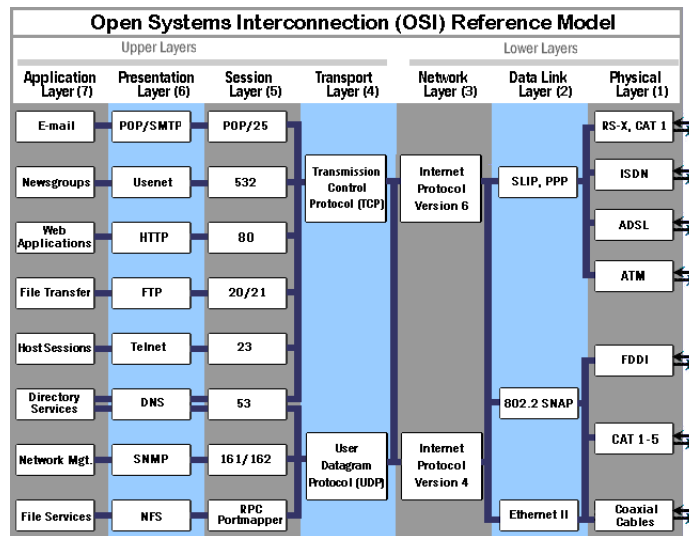 Open Systems Interconnection (OSI) Reference Model
Upper Layers
Lower Layers
Application
Layer (7)
Presentation
Layer (6)
Session
Layer (5)
Transport
Layer (4)
Network
Layer (3)
Data Link
Layer (2)
Physical
Layer (1)
E-mail
POP/SMTP
POP/25
RS-X, CAT 1
Newsgroups
Usenet
532
Transmission
Control
Protocol (TCP)
Internet
Protocol
Version 6
SLIP, PPP
ISDN
Web
Applications
HTTP
80
ADSL
File Transfer
FTP
20/21
ATM
Host Sessions
Telnet
23
FDDI
Directory
Services
DNS
53
802.2 SNAP
Network Mgt.
SNMP
161/162
User
Datagram
Protocol (UDP)
Internet
Protocol
Version 4
CAT 1-5
File Services
NFS
RPC
Portmapper
Ethernet II
Coaxial
Cables